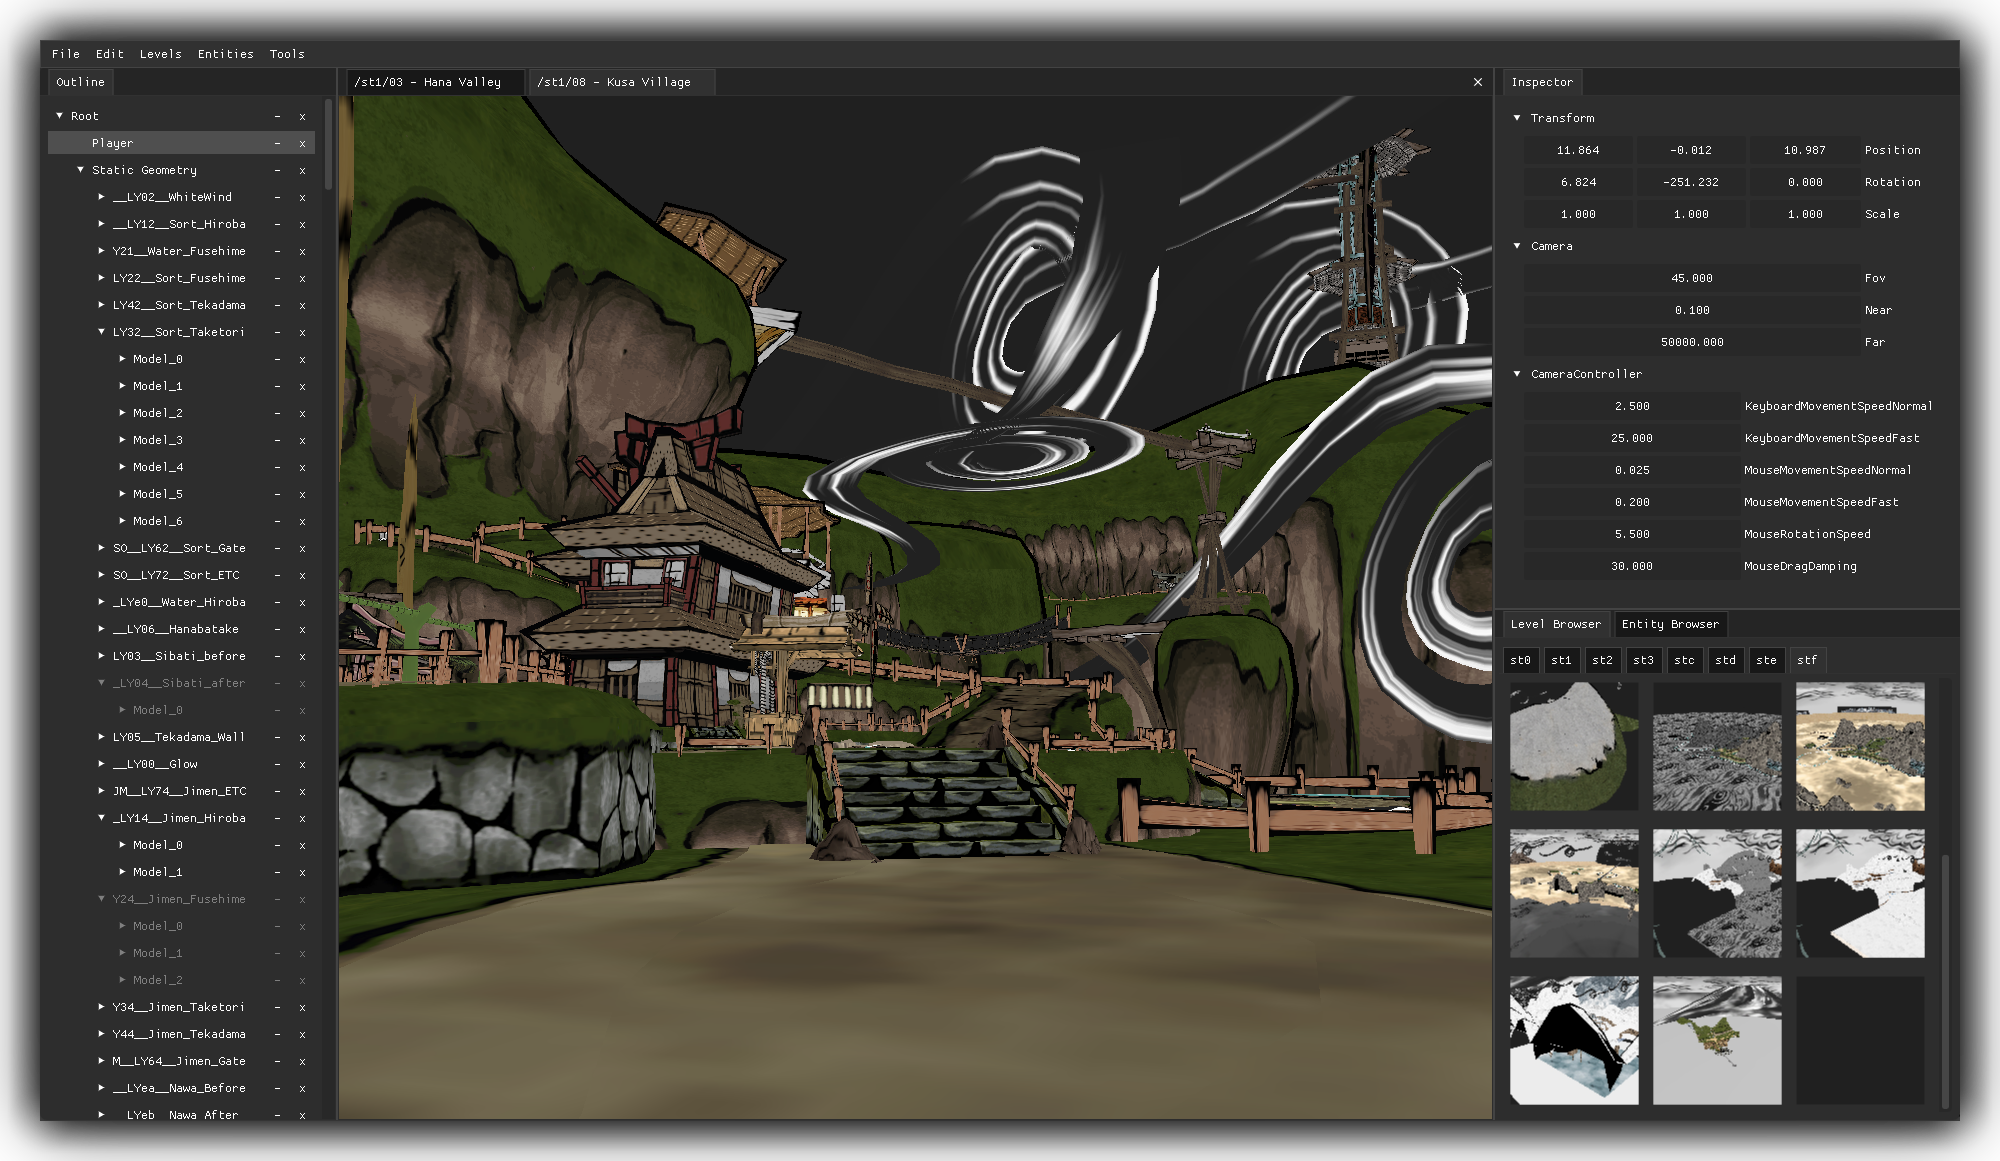 File Edit Levels Entities Tools
Outline
▼ Root - x
Player - x
▼ Static Geometry - x
► __LY02__WhiteWind - x
► __LY12__Sort_Hiroba - x
► Y21__Water_Fusehime - x
► LY22__Sort_Fusehime - x
► LY42__Sort_Tekadama - x
▼ LY32__Sort_Taketori - x
► Model_0 - x
► Model_1 - x
► Model_2 - x
► Model_3 - x
► Model_4 - x
► Model_5 - x
► Model_6 - x
► SO__LY62__Sort_Gate - x
► SO__LY72__Sort_ETC - x
► _LYe0__Water_Hiroba - x
► __LY06__Hanabatake - x
► LY03__Sibati_before - x
▼ _LY04__Sibati_after - x
► Model_0 - x
► LY05__Tekadama_Wall - x
► __LY00__Glow - x
► JM__LY74__Jimen_ETC - x
▼ _LY14__Jimen_Hiroba - x
► Model_0 - x
► Model_1 - x
▼ Y24__Jimen_Fusehime - x
► Model_0 - x
► Model_1 - x
► Model_2 - x
► Y34__Jimen_Taketori - x
► Y44__Jimen_Tekadama - x
► M__LY64__Jimen_Gate - x
► __LYea__Nawa_Before - x
► __LYeb__Nawa_After - x
/st1/03 - Hana Valley
/st1/08 - Kusa Village
×
Inspector
▼ Transform
11.864 -0.012 10.987 Position
6.824 -251.232 0.000 Rotation
1.000 1.000 1.000 Scale
▼ Camera
45.000 Fov
0.100 Near
50000.000 Far
▼ CameraController
2.500 KeyboardMovementSpeedNormal
25.000 KeyboardMovementSpeedFast
0.025 MouseMovementSpeedNormal
0.200 MouseMovementSpeedFast
5.500 MouseRotationSpeed
30.000 MouseDragDamping
Level Browser Entity Browser
st0 st1 st2 st3 stc std ste stf